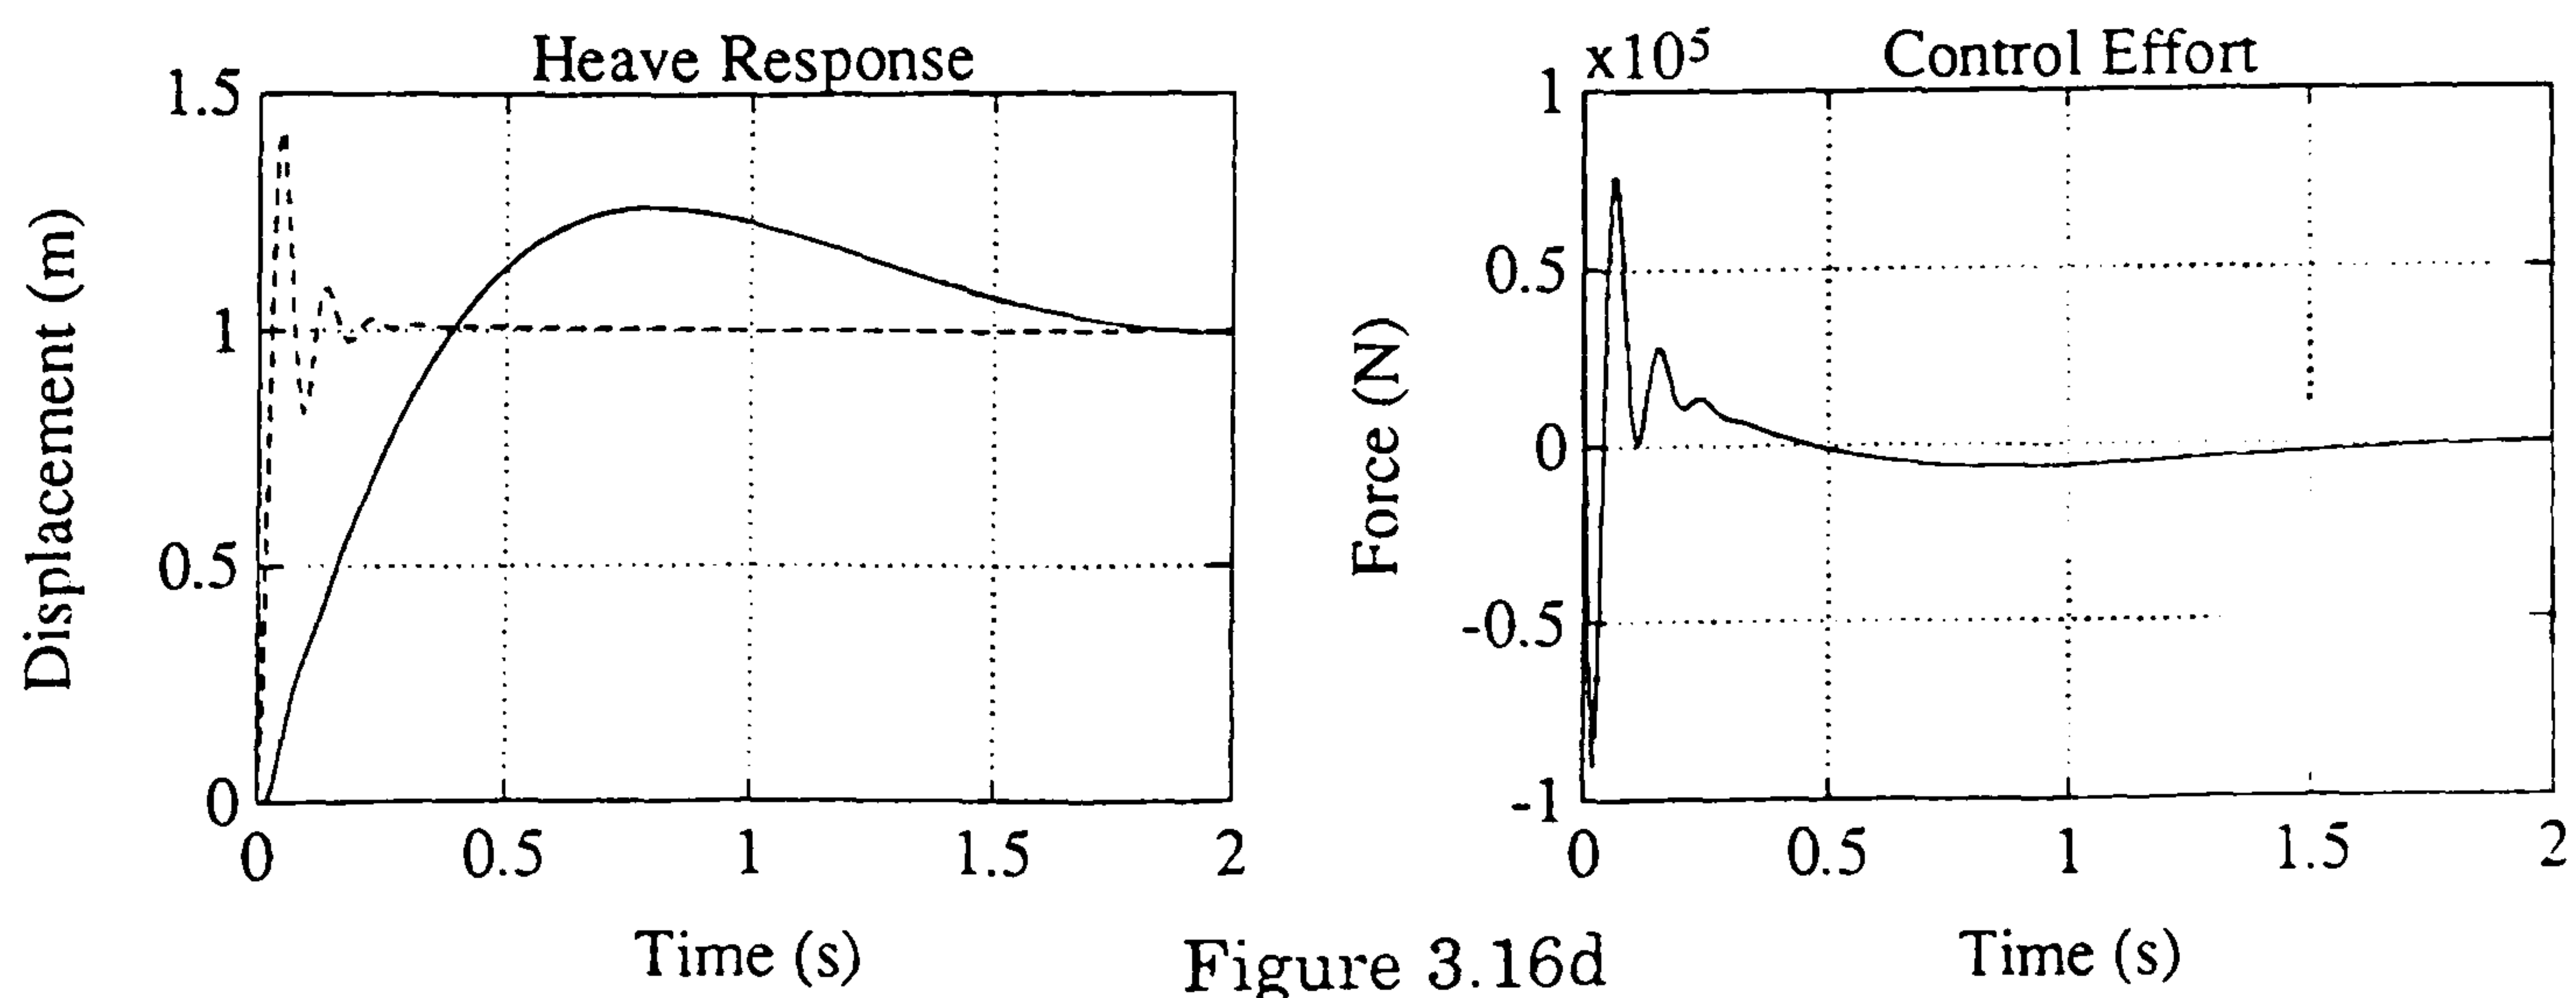 Heave Response
1.5
1
0.5
0
0
0.5
1
1.5
2
Displacement (m)
Time (s)
x10⁵
Control Effort
1
0.5
0
-0.5
-1
0
0.5
1
1.5
2
Force (N)
Time (s)
Figure 3.16d